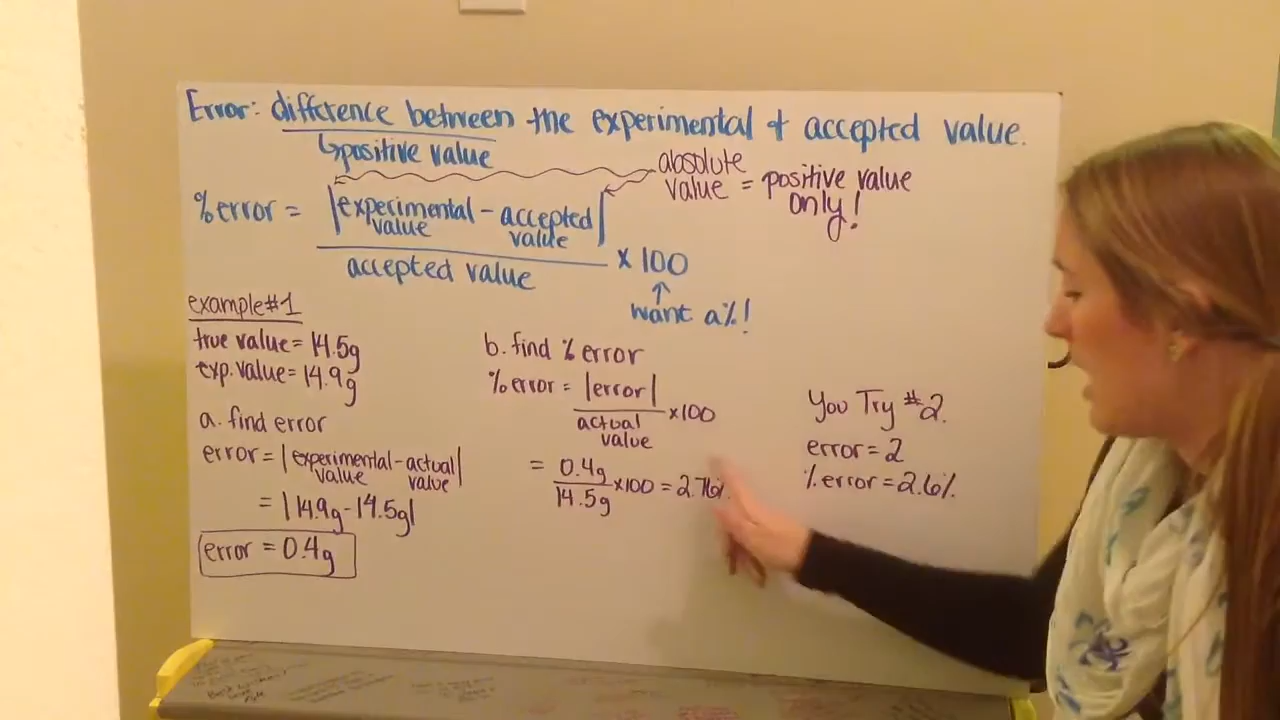 Error: difference between the experimental + accepted value.
↳positive value
absolute value = positive value only!
% error = |experimental value - accepted value|
accepted value
x 100
↑
want a %!
example #1
true value = 14.5g
exp. value = 14.9g
a. find error
error = |experimental value - actual value|
= |14.9g - 14.5g|
error = 0.4g
b. find % error
% error = |error|
actual value
x100
= 0.4g
14.5g
x100 = 2.76%
You Try #2.
error = 2
% error = 2.6%.